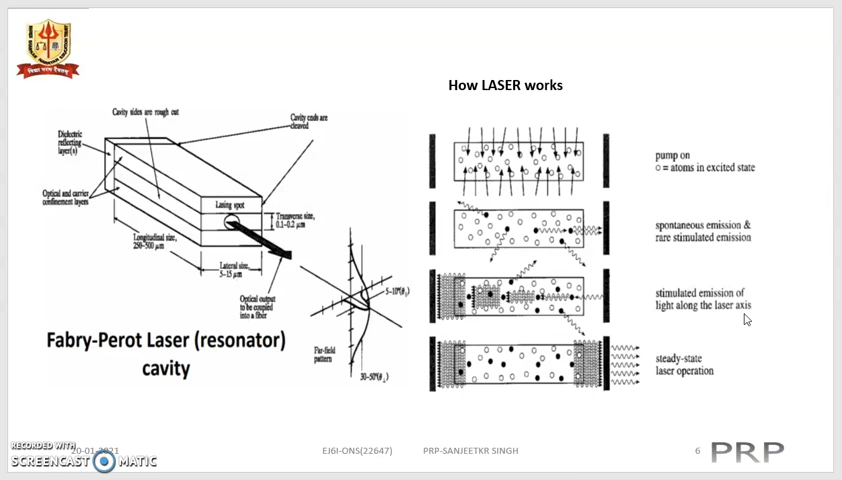 How LASER works
Cavity sides are rough cut
Cavity ends are
cleaved
Dielectric
reflecting
layer(s)
Optical and carrier
confinement layers
Lasing spot
Transverse size,
0.1–0.2 μm
Longitudinal size,
250–500 μm
Lateral size,
5–15 μm
Optical output
to be coupled
into a fiber
Far-field
pattern
Fabry-Perot Laser (resonator)
cavity
pump on
○ = atoms in excited state
spontaneous emission &
rare stimulated emission
stimulated emission of
light along the laser axis
steady-state
laser operation
RECORDED WITH
SCREENCAST MATIC
20-01-2021
EJ6I-ONS(22647)
PRP-SANJEETKR SINGH
6
PRP